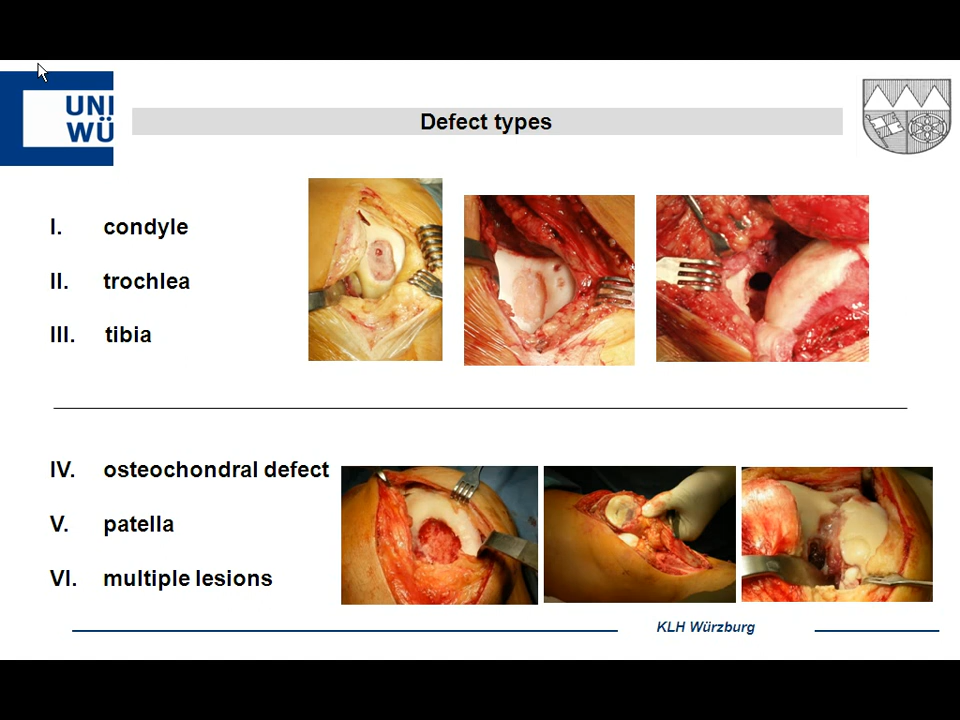 UNI
WÜ
Defect types
I. condyle
II. trochlea
III. tibia
IV. osteochondral defect
V. patella
VI. multiple lesions
KLH Würzburg